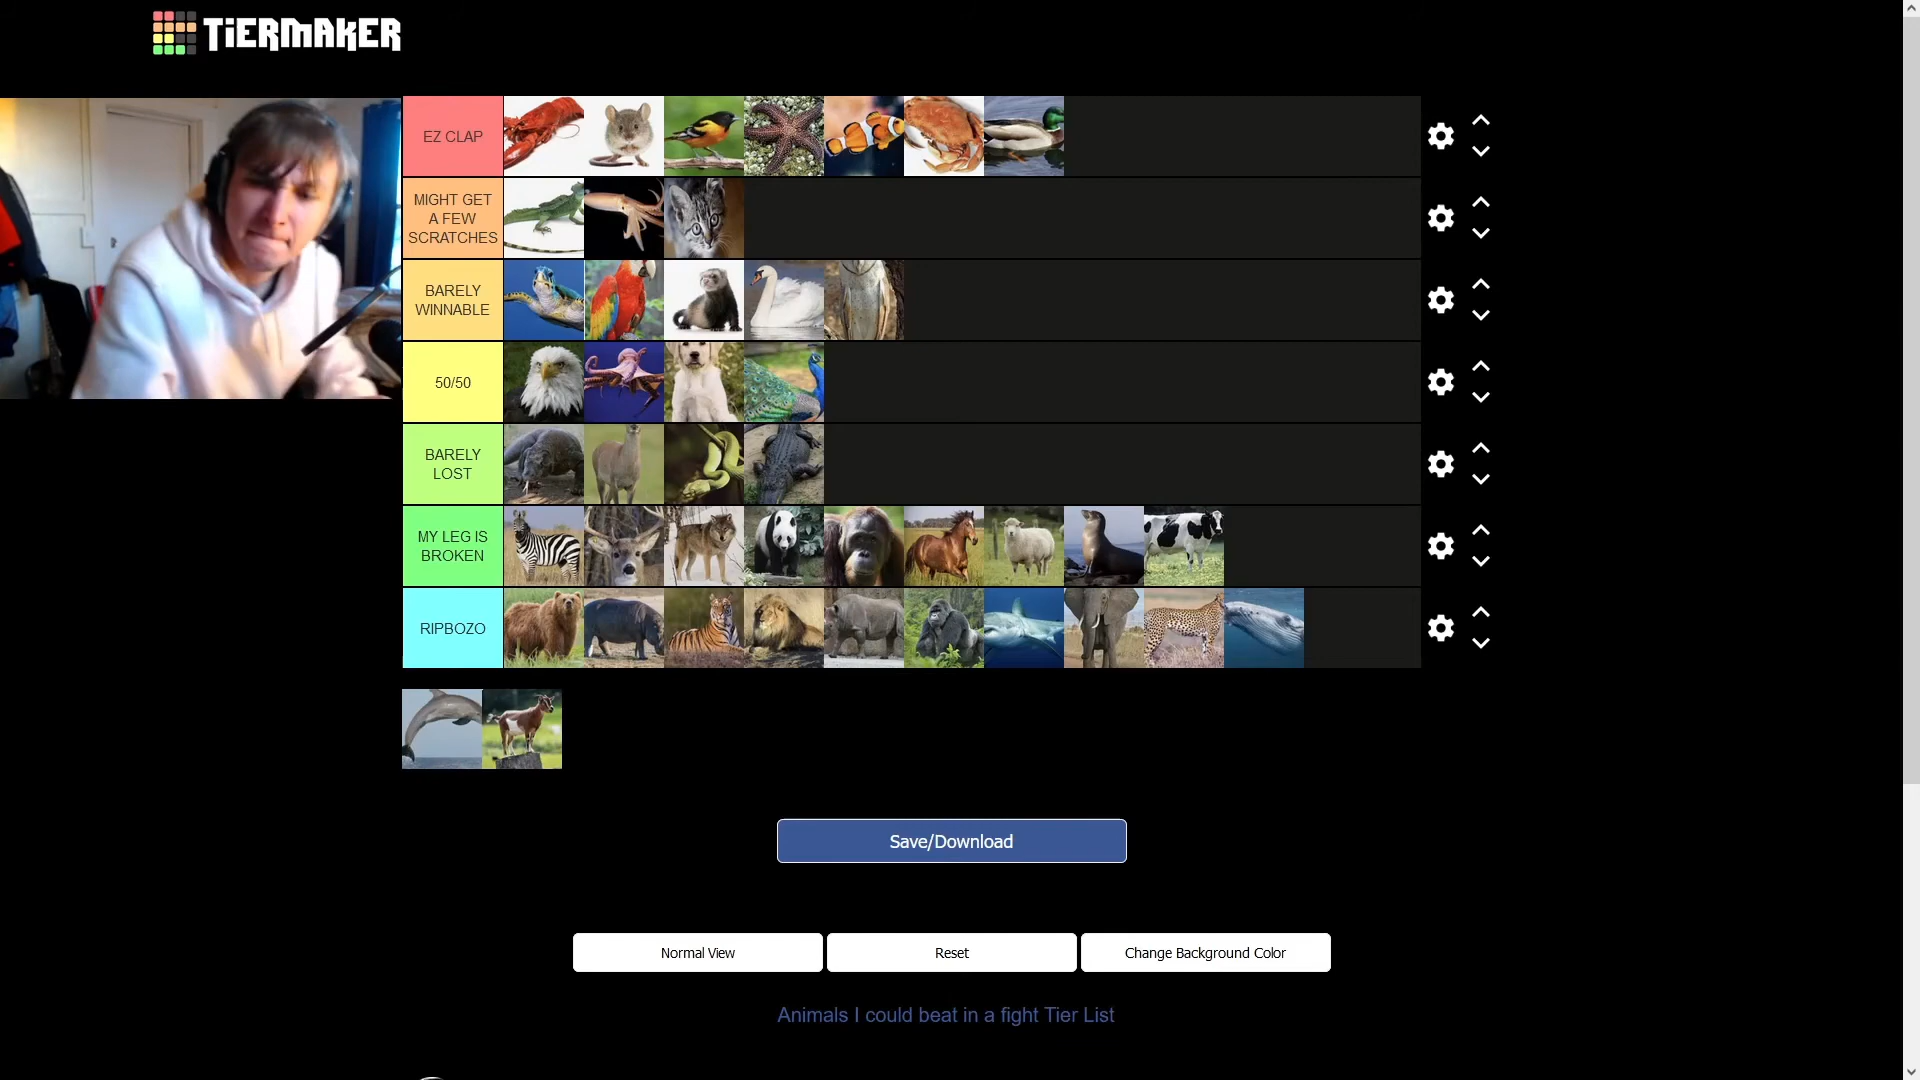 TiERMAKER
EZ CLAP
MIGHT GET
A FEW
SCRATCHES
BARELY
WINNABLE
50/50
BARELY
LOST
MY LEG IS
BROKEN
RIPBOZO
Save/Download
Normal View
Reset
Change Background Color
Animals I could beat in a fight Tier List